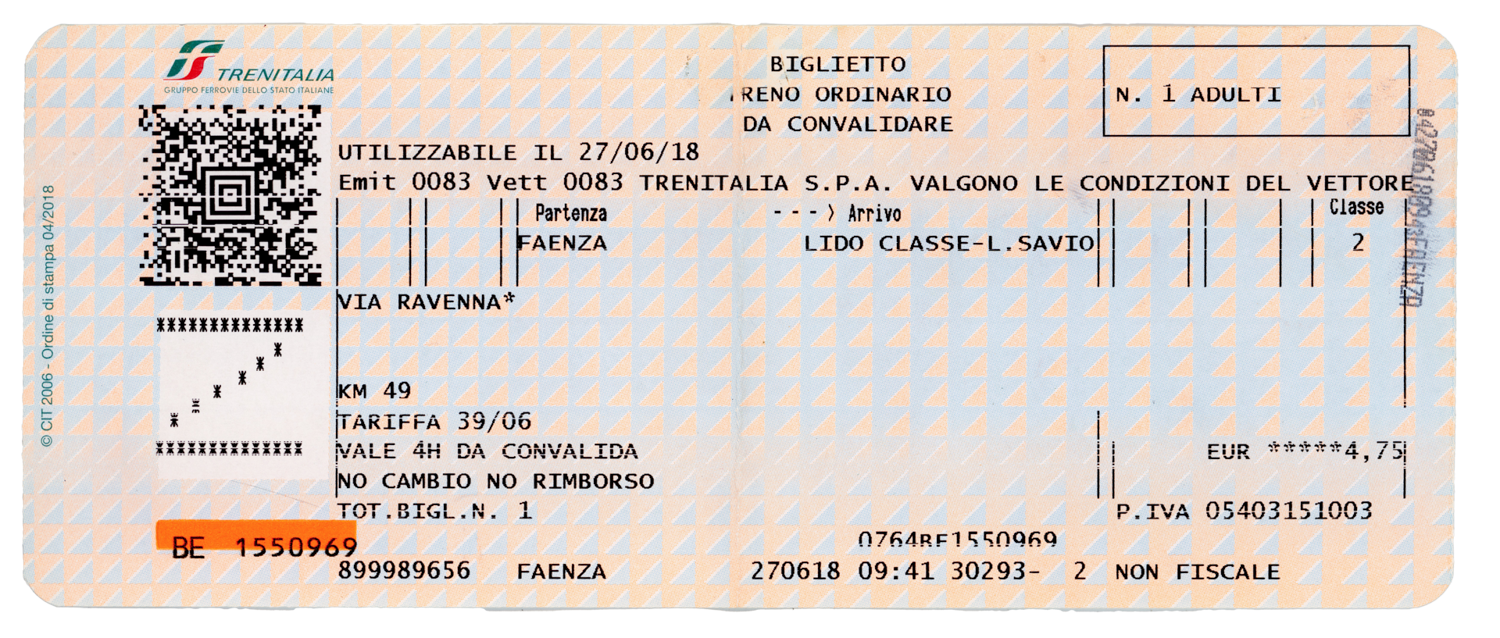 TRENITALIA
GRUPPO FERROVIE DELLO STATO ITALIANE
BIGLIETTO
RENO ORDINARIO
DA CONVALIDARE
N. 1 ADULTI
UTILIZZABILE IL 27/06/18
Emit 0083 Vett 0083 TRENITALIA S.P.A. VALGONO LE CONDIZIONI DEL VETTORE
Partenza - - - > Arrivo Classe
FAENZA LIDO CLASSE-L.SAVIO 2
VIA RAVENNA*
KM 49
TARIFFA 39/06
VALE 4H DA CONVALIDA
EUR *****4,75
NO CAMBIO NO RIMBORSO
TOT.BIGL.N. 1
P.IVA 05403151003
BE 1550969
0764BE1550969
899989656 FAENZA 270618 09:41 30293- 2 NON FISCALE
© CIT 2006 - Ordine di stampa 04/2018
FAENZA